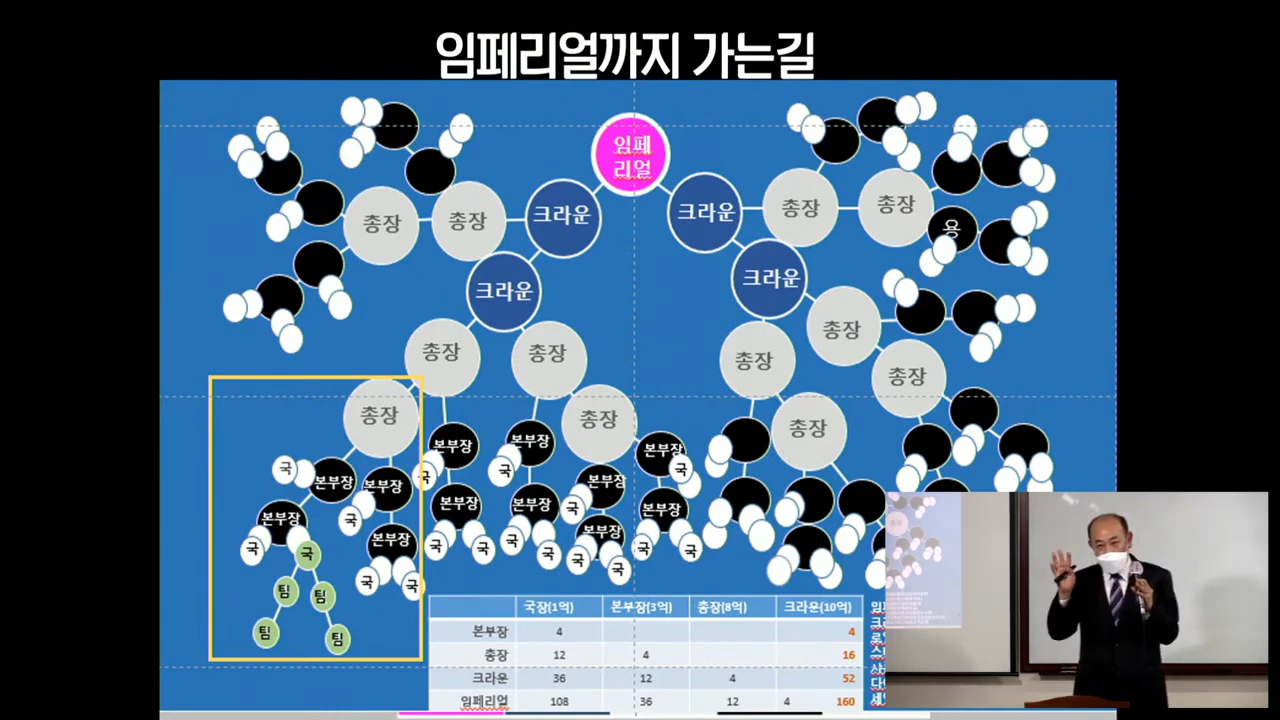 임페리얼까지 가는길
임페
리얼
크라운
크라운
총장
총장
총장
총장
용
크라운
크라운
총장
총장
총장
총장
총장
총장
총장
총장
본부장
본부장
본부장
국
본부장
본부장
국
국
국
본부장
본부장
본부장
본부장
본부장
국
국
본부장
본부장
본부장
국
국
국
국
국
국
국
국
국
국
국
국
팀
팀
팀
팀
국장(1억) 본부장(3억) 총장(8억) 크라운(10억)
본부장 4 4
총장 12 4 16
크라운 36 12 4 52
임페리얼 108 36 12 4 160